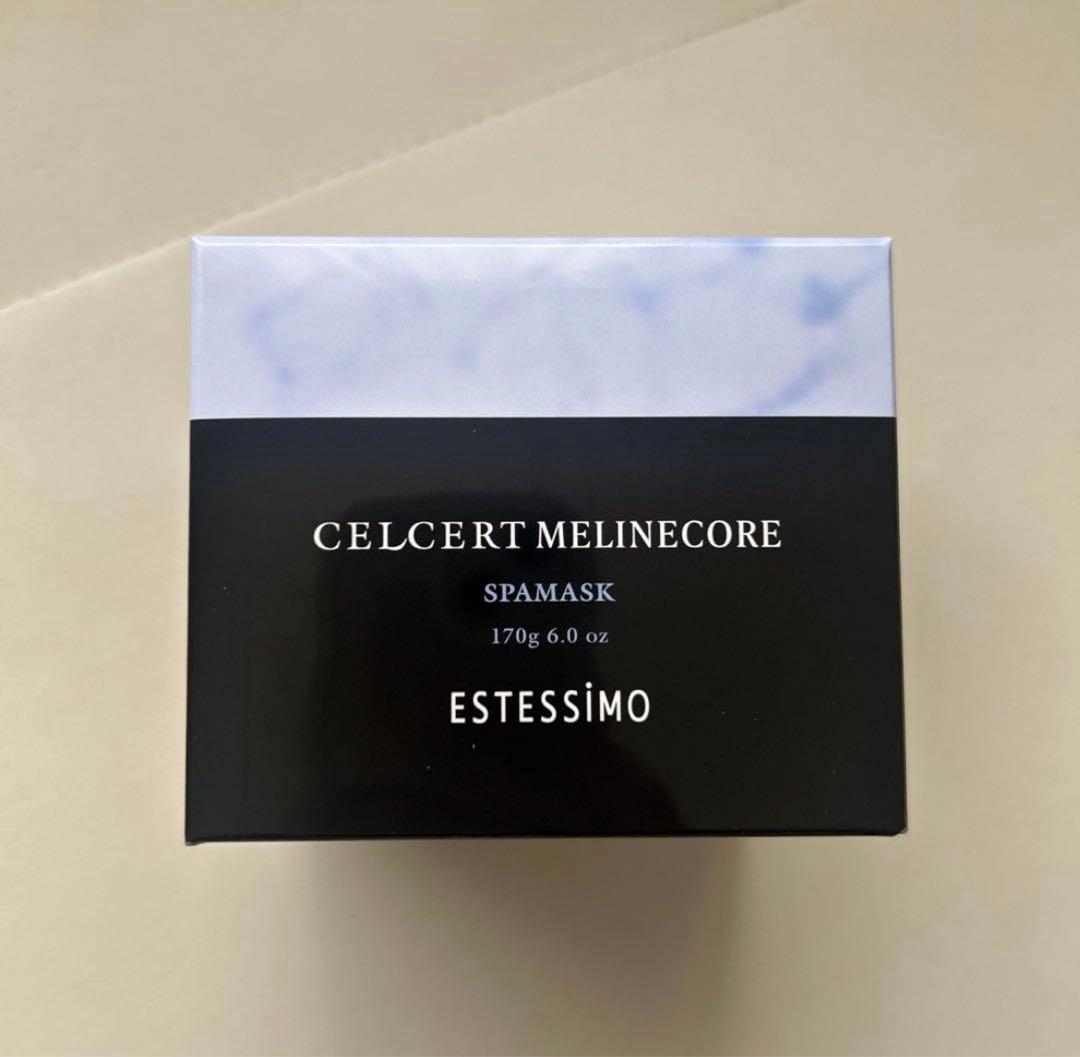 CELCERT MELINECORE
SPAMASK
170g 6.0 oz
ESTESSiMO